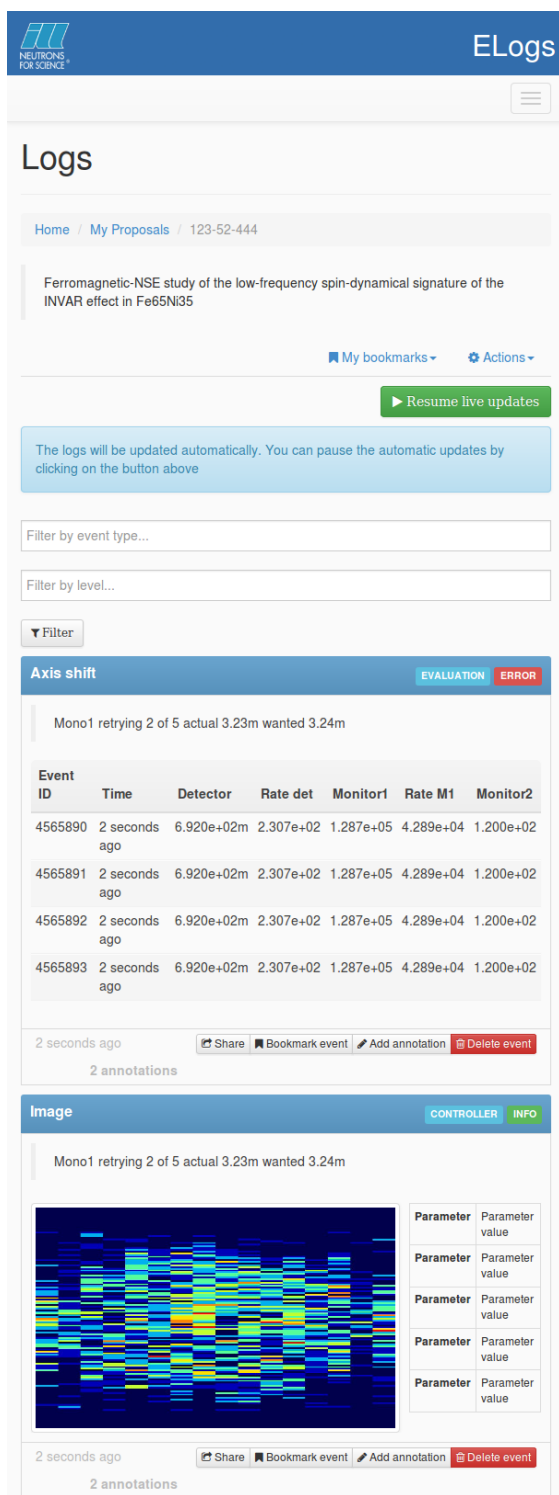 NEUTRONS
FOR SCIENCE ®
ELogs
Logs
Home / My Proposals / 123-52-444
Ferromagnetic-NSE study of the low-frequency spin-dynamical signature of the
INVAR effect in Fe65Ni35
My bookmarks
Actions
Resume live updates
The logs will be updated automatically. You can pause the automatic updates by
clicking on the button above
Filter by event type...
Filter by level...
Filter
Axis shift EVALUATION ERROR
Mono1 retrying 2 of 5 actual 3.23m wanted 3.24m
Event
ID Time Detector Rate det Monitor1 Rate M1 Monitor2
4565890 2 seconds 6.920e+02m 2.307e+02 1.287e+05 4.289e+04 1.200e+02
ago
4565891 2 seconds 6.920e+02m 2.307e+02 1.287e+05 4.289e+04 1.200e+02
ago
4565892 2 seconds 6.920e+02m 2.307e+02 1.287e+05 4.289e+04 1.200e+02
ago
4565893 2 seconds 6.920e+02m 2.307e+02 1.287e+05 4.289e+04 1.200e+02
ago
2 seconds ago Share Bookmark event Add annotation Delete event
2 annotations
Image CONTROLLER INFO
Mono1 retrying 2 of 5 actual 3.23m wanted 3.24m
Parameter Parameter
value
Parameter Parameter
value
Parameter Parameter
value
Parameter Parameter
value
Parameter Parameter
value
2 seconds ago Share Bookmark event Add annotation Delete event
2 annotations